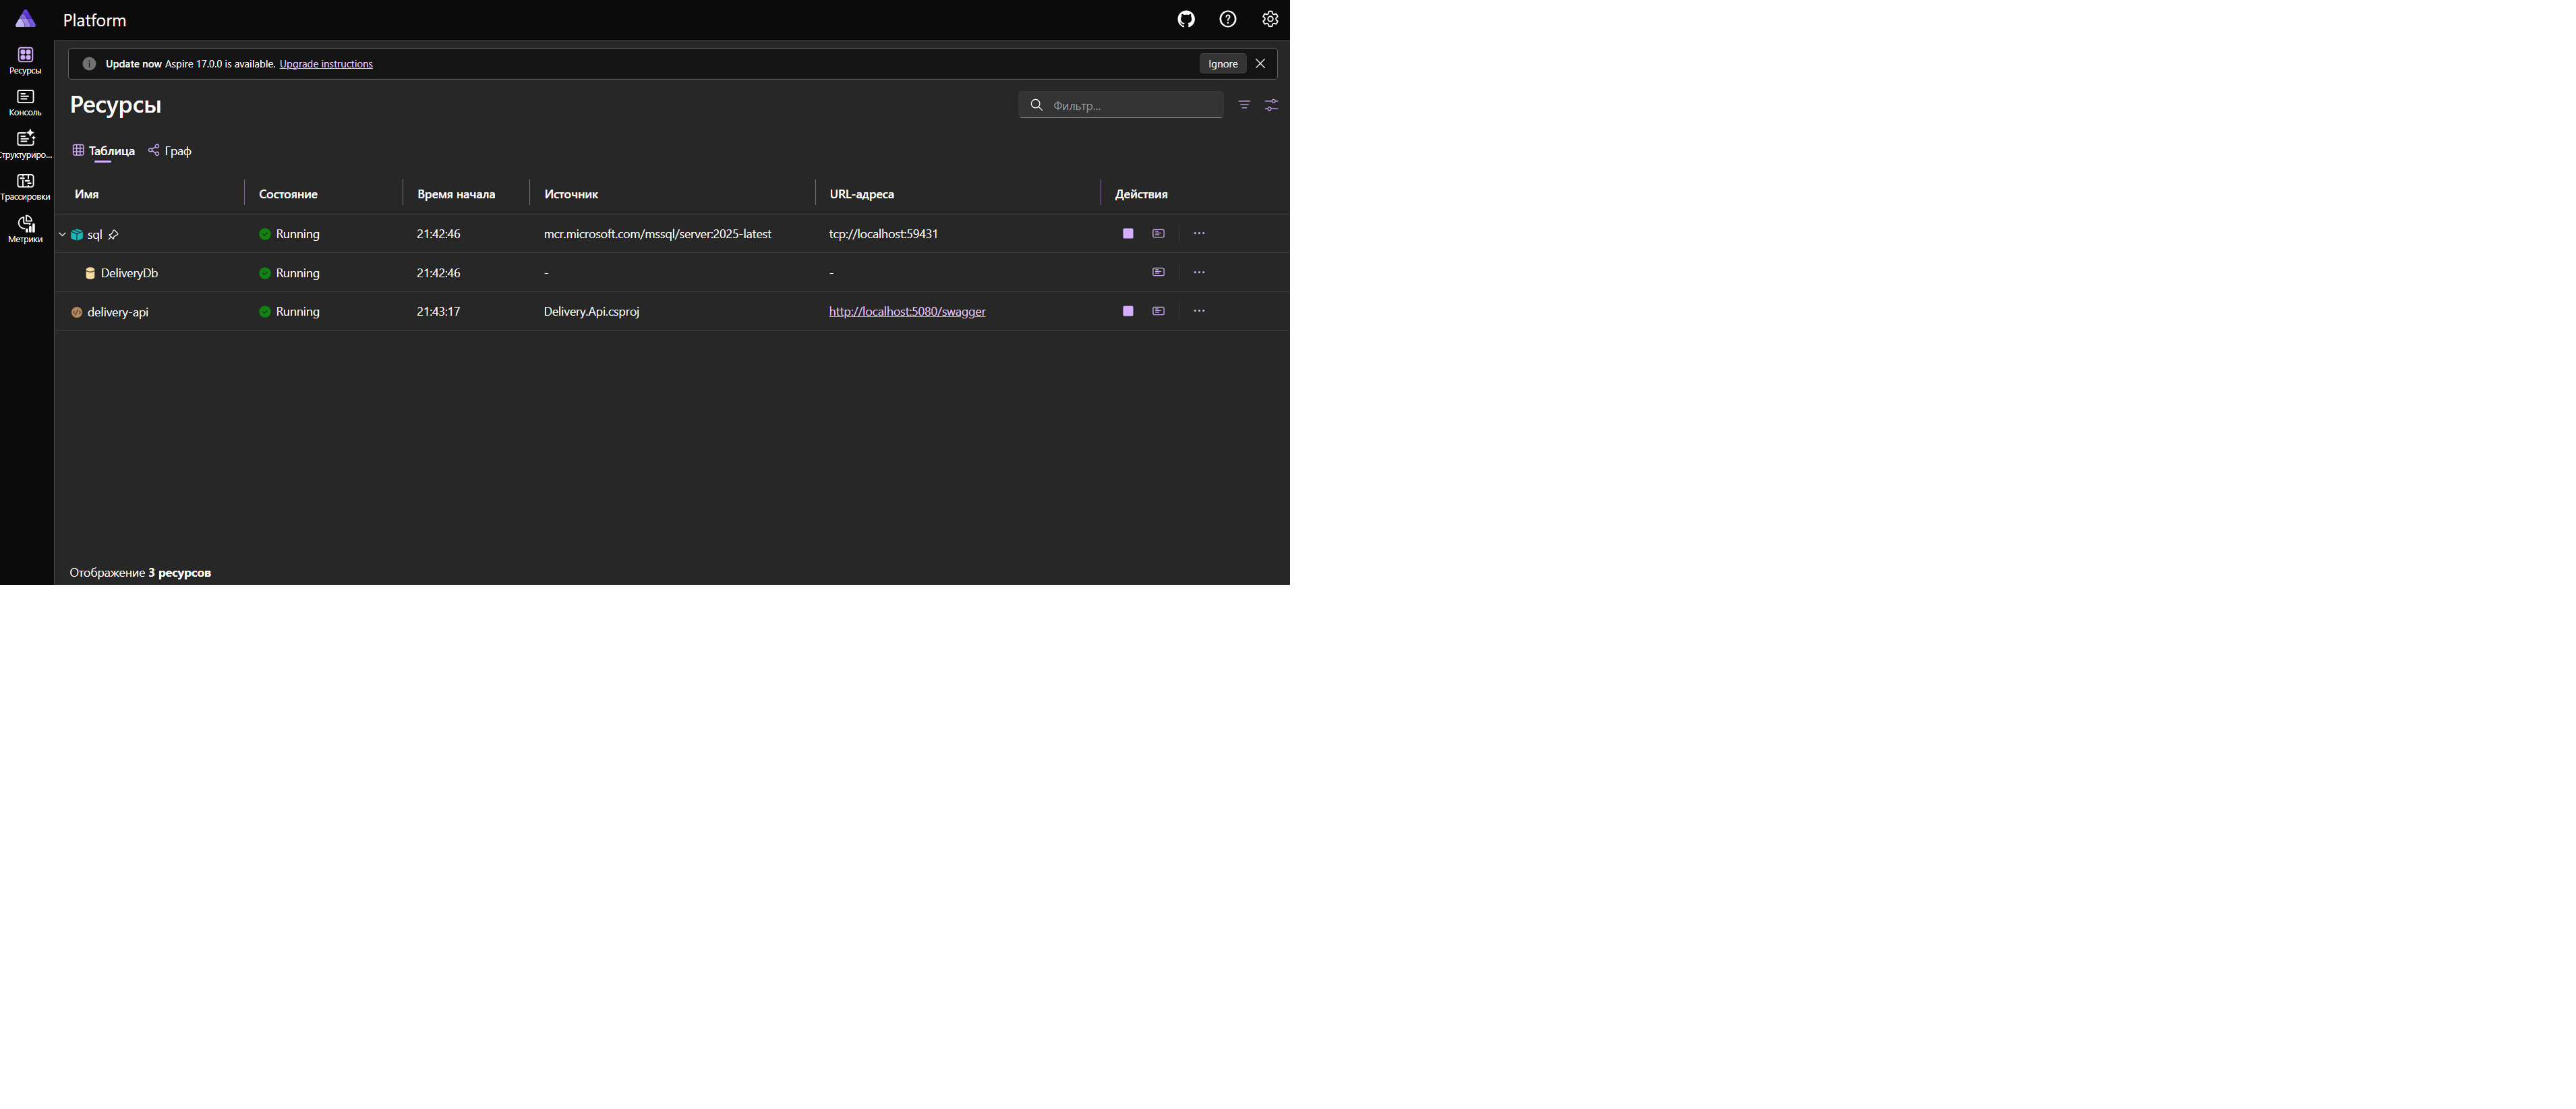 Platform
Ресурсы
Консоль
Структуриро...
Трассировки
Метрики
Update now Aspire 17.0.0 is available. Upgrade instructions
Ignore
Ресурсы
Фильтр...
Таблица Граф
Имя Состояние Время начала Источник URL-адреса Действия
sql Running 21:42:46 mcr.microsoft.com/mssql/server:2025-latest tcp://localhost:59431
DeliveryDb Running 21:42:46 - -
delivery-api Running 21:43:17 Delivery.Api.csproj http://localhost:5080/swagger
Отображение 3 ресурсов